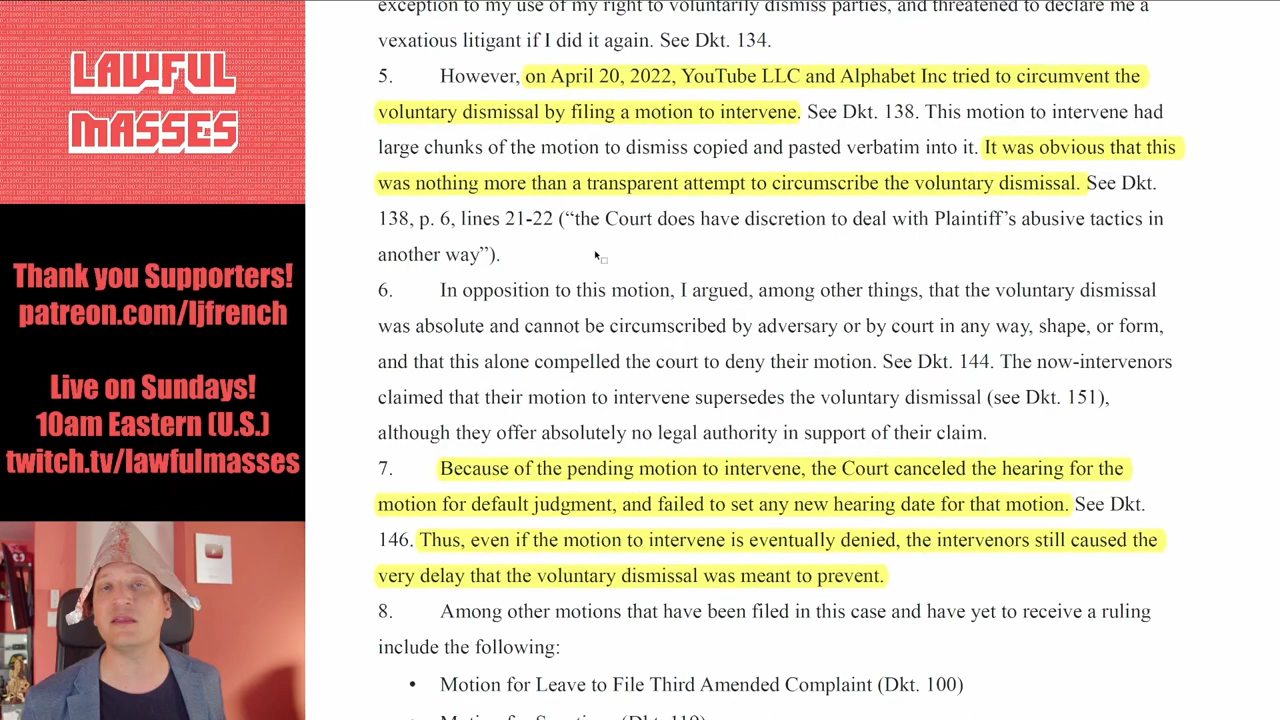 LAWFUL
MASSES
Thank you Supporters!
patreon.com/ljfrench
Live on Sundays!
10am Eastern (U.S.)
twitch.tv/lawfulmasses
exception to my use of my right to voluntarily dismiss parties, and threatened to declare me a
vexatious litigant if I did it again. See Dkt. 134.
5. However, on April 20, 2022, YouTube LLC and Alphabet Inc tried to circumvent the
voluntary dismissal by filing a motion to intervene. See Dkt. 138. This motion to intervene had
large chunks of the motion to dismiss copied and pasted verbatim into it. It was obvious that this
was nothing more than a transparent attempt to circumscribe the voluntary dismissal. See Dkt.
138, p. 6, lines 21-22 (“the Court does have discretion to deal with Plaintiff’s abusive tactics in
another way”).
6. In opposition to this motion, I argued, among other things, that the voluntary dismissal
was absolute and cannot be circumscribed by adversary or by court in any way, shape, or form,
and that this alone compelled the court to deny their motion. See Dkt. 144. The now-intervenors
claimed that their motion to intervene supersedes the voluntary dismissal (see Dkt. 151),
although they offer absolutely no legal authority in support of their claim.
7. Because of the pending motion to intervene, the Court canceled the hearing for the
motion for default judgment, and failed to set any new hearing date for that motion. See Dkt.
146. Thus, even if the motion to intervene is eventually denied, the intervenors still caused the
very delay that the voluntary dismissal was meant to prevent.
8. Among other motions that have been filed in this case and have yet to receive a ruling
include the following:
• Motion for Leave to File Third Amended Complaint (Dkt. 100)
• Motion for Sanctions (Dkt. 110)